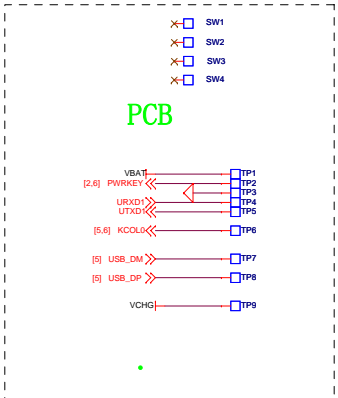 SW1
SW2
SW3
SW4
PCB
VBAT TP1
[2,6] PWRKEY TP2
TP3
URXD1 TP4
UTXD1 TP5
[5,6] KCOL0 TP6
[5] USB_DM TP7
[5] USB_DP TP8
VCHG TP9